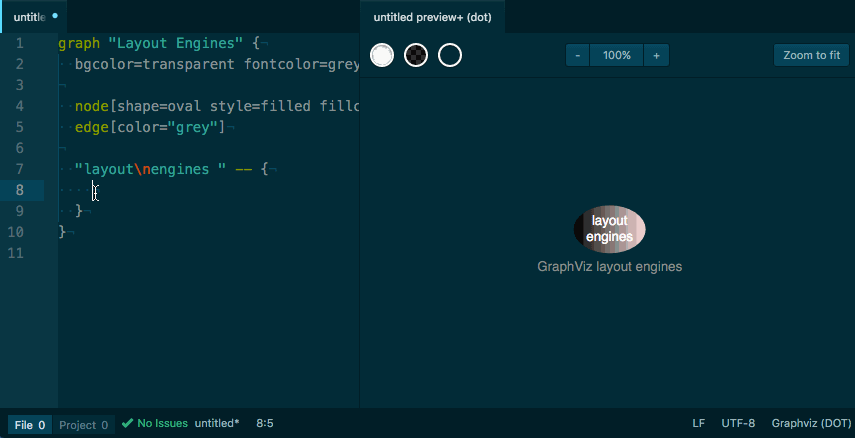 untitle
untitled preview+ (dot)
1 graph "Layout Engines" {
2 bgcolor=transparent fontcolor=grey
3
4 node[shape=oval style=filled fillc
5 edge[color="grey"]
6
7 "layout\nengines " -- {
8
9 }
10 }
11
- 100% +
Zoom to fit
layout
engines
GraphViz layout engines
File 0 Project 0 No Issues untitled* 8:5 LF UTF-8 Graphviz (DOT)